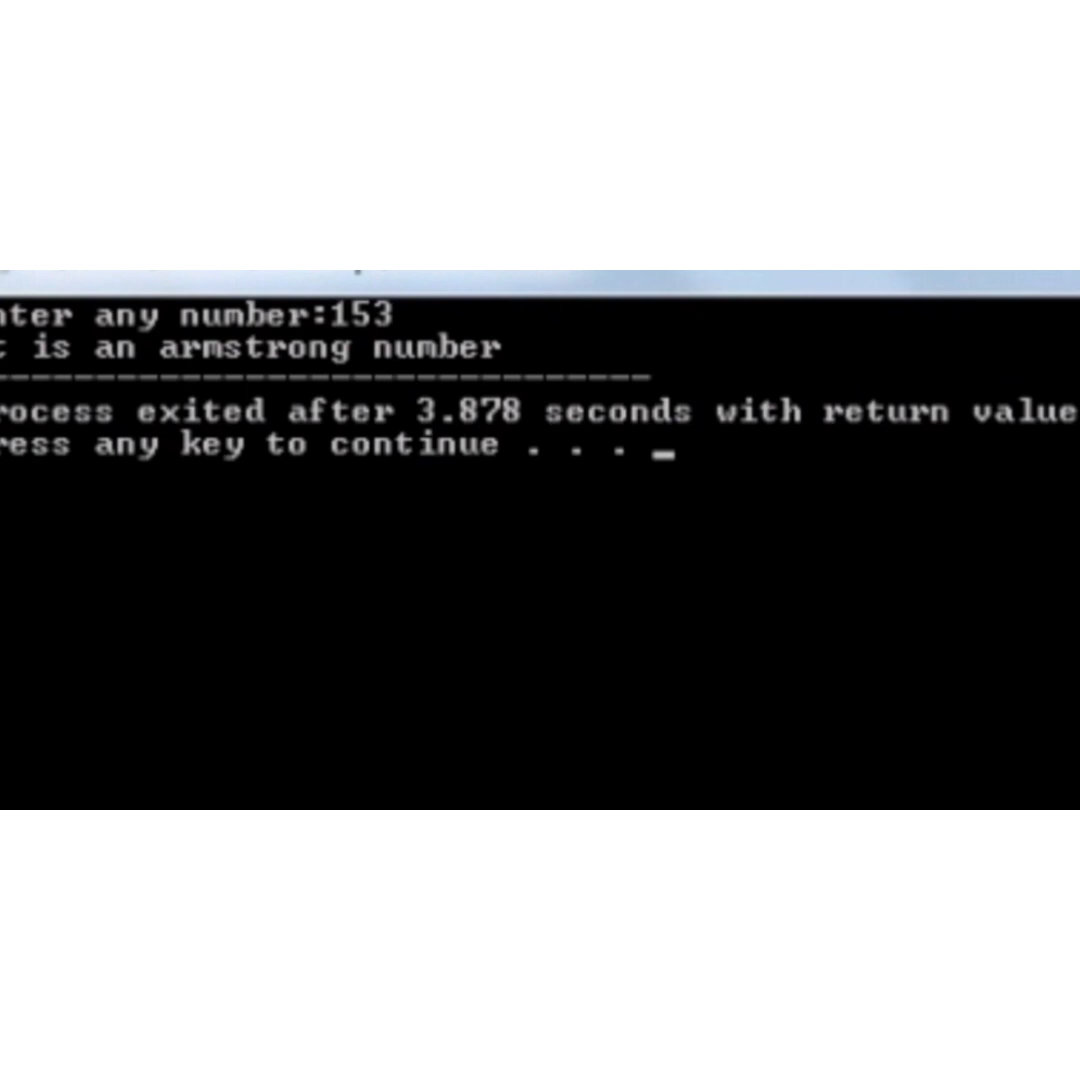 nter any number:153
t is an armstrong number
-------------------------------
rocess exited after 3.878 seconds with return value
ress any key to continue . . . _